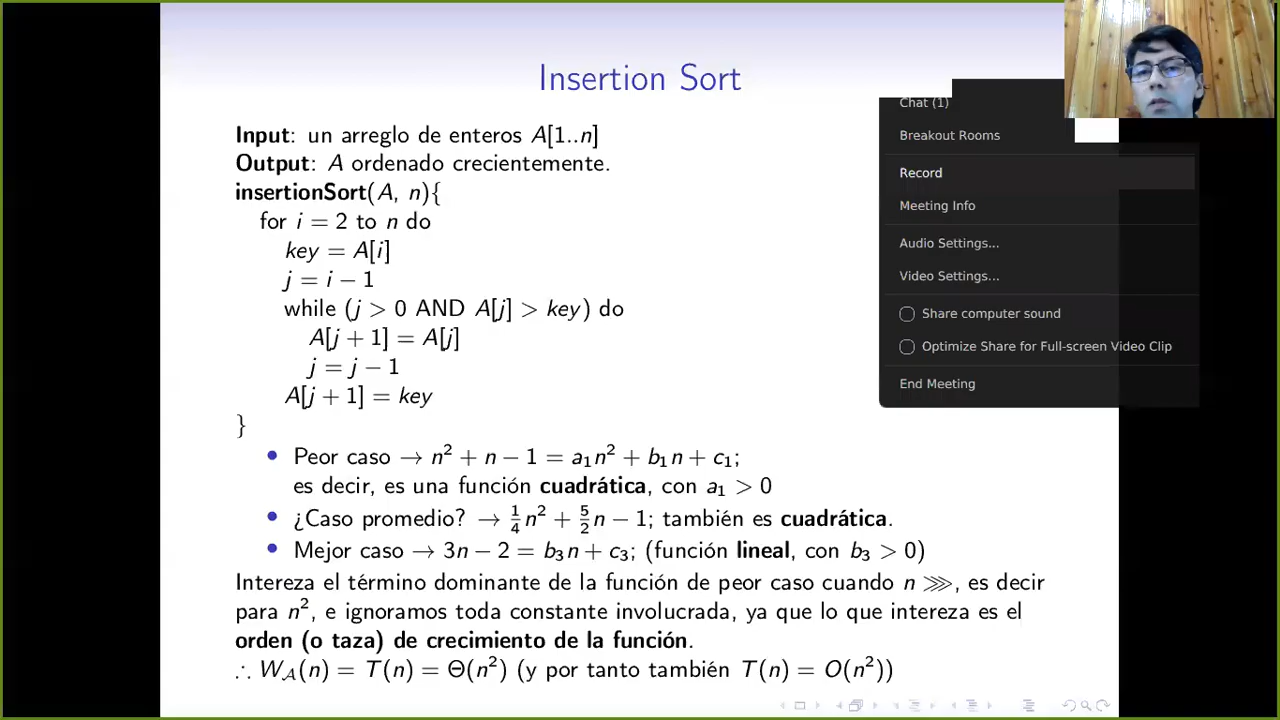 Insertion Sort
Input: un arreglo de enteros A[1..n]
Output: A ordenado crecientemente.
insertionSort(A, n){
for i = 2 to n do
key = A[i]
j = i − 1
while (j > 0 AND A[j] > key) do
A[j + 1] = A[j]
j = j − 1
A[j + 1] = key
}
• Peor caso → n² + n − 1 = a₁n² + b₁n + c₁;
es decir, es una función cuadrática, con a₁ > 0
• ¿Caso promedio? → 1/4 n² + 5/2 n − 1; también es cuadrática.
• Mejor caso → 3n − 2 = b₃n + c₃; (función lineal, con b₃ > 0)
Intereza el término dominante de la función de peor caso cuando n ⋙, es decir
para n², e ignoramos toda constante involucrada, ya que lo que intereza es el
orden (o taza) de crecimiento de la función.
∴ W𝒜(n) = T(n) = Θ(n²) (y por tanto también T(n) = O(n²))
Chat (1)
Breakout Rooms
Record
Meeting Info
Audio Settings...
Video Settings...
Share computer sound
Optimize Share for Full-screen Video Clip
End Meeting